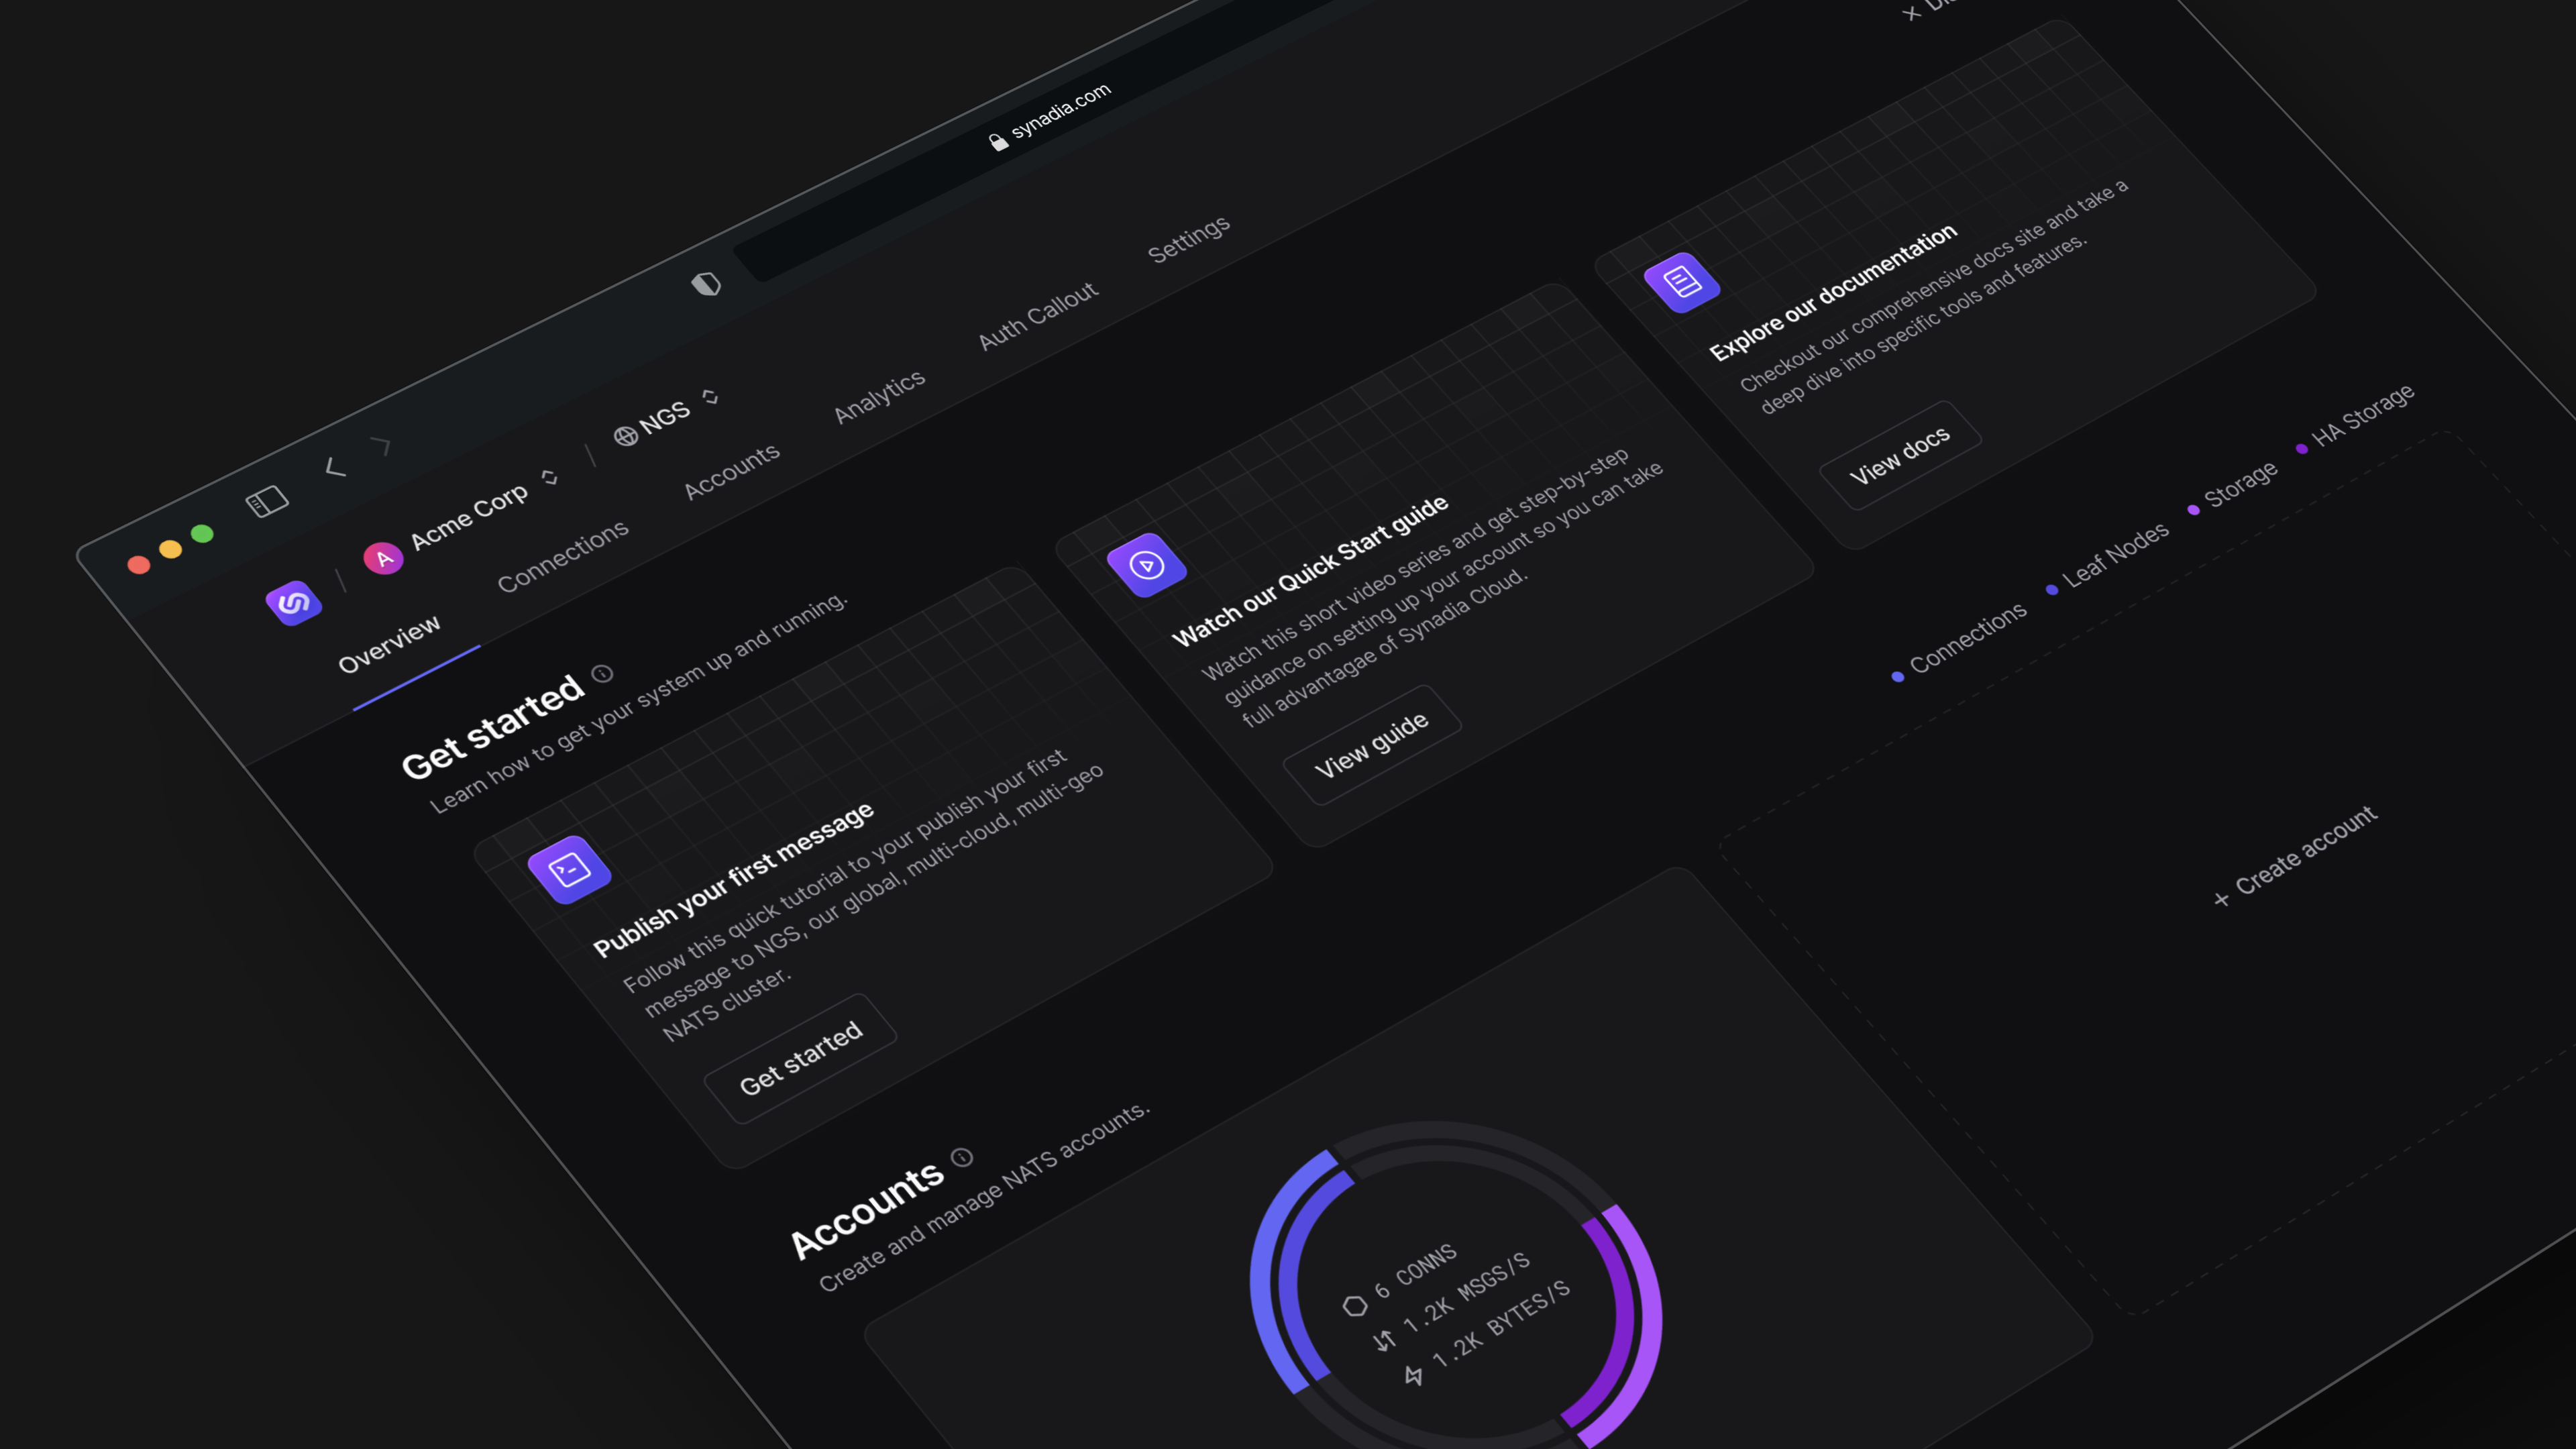 synadia.com
A Acme Corp
NGS
Overview
Connections
Accounts
Analytics
Auth Callout
Settings
Get started
Learn how to get your system up and running.
Publish your first message
Follow this quick tutorial to your publish your first
message to NGS, our global, multi-cloud, multi-geo
NATS cluster.
Get started
Watch our Quick Start guide
Watch this short video series and get step-by-step
guidance on setting up your account so you can take
full advantagae of Synadia Cloud.
View guide
Explore our documentation
Checkout our comprehensive docs site and take a
deep dive into specific tools and features.
View docs
Accounts
Create and manage NATS accounts.
Connections
Leaf Nodes
Storage
HA Storage
6 CONNS
1.2K MSGS/S
1.2K BYTES/S
+ Create account